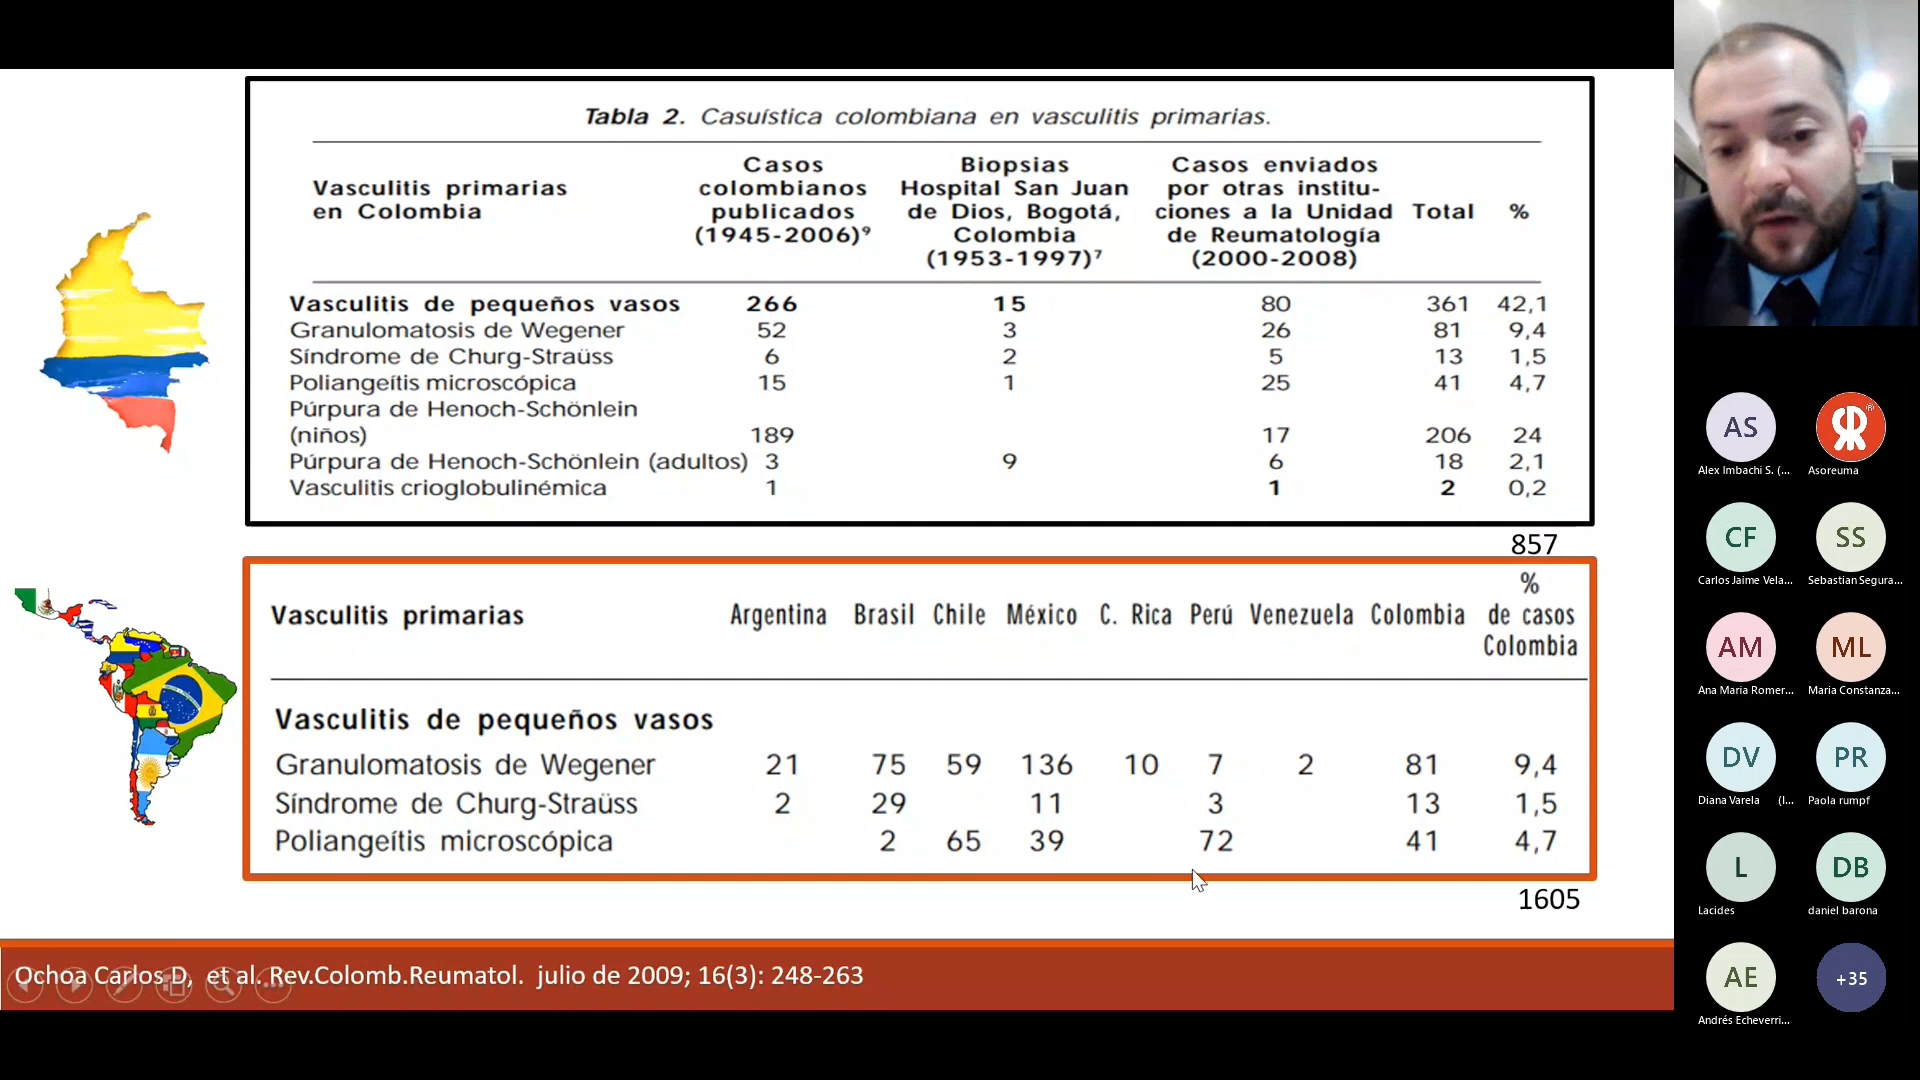 Tabla 2. Casuística colombiana en vasculitis primarias.
Vasculitis primarias en Colombia | Casos colombianos publicados (1945-2006)⁹ | Biopsias Hospital San Juan de Dios, Bogotá, Colombia (1953-1997)⁷ | Casos enviados por otras institu-ciones a la Unidad de Reumatología (2000-2008) | Total | %
Vasculitis de pequeños vasos 266 15 80 361 42,1
Granulomatosis de Wegener 52 3 26 81 9,4
Síndrome de Churg-Straüss 6 2 5 13 1,5
Poliangeítis microscópica 15 1 25 41 4,7
Púrpura de Henoch-Schönlein
(niños) 189 17 206 24
Púrpura de Henoch-Schönlein (adultos) 3 9 6 18 2,1
Vasculitis crioglobulinémica 1 1 2 0,2
857
Vasculitis primarias Argentina Brasil Chile México C. Rica Perú Venezuela Colombia % de casos Colombia
Vasculitis de pequeños vasos
Granulomatosis de Wegener 21 75 59 136 10 7 2 81 9,4
Síndrome de Churg-Straüss 2 29 11 3 13 1,5
Poliangeítis microscópica 2 65 39 72 41 4,7
1605
Ochoa Carlos D, et al. Rev.Colomb.Reumatol. julio de 2009; 16(3): 248-263
AS
Alex Imbachi S. (...
Asoreuma
CF SS
Carlos Jaime Vela... Sebastian Segura...
AM ML
Ana Maria Romer... Maria Constanza...
DV PR
Diana Varela (I... Paola rumpf
L DB
Lacides daniel barona
AE +35
Andrés Echeverri...